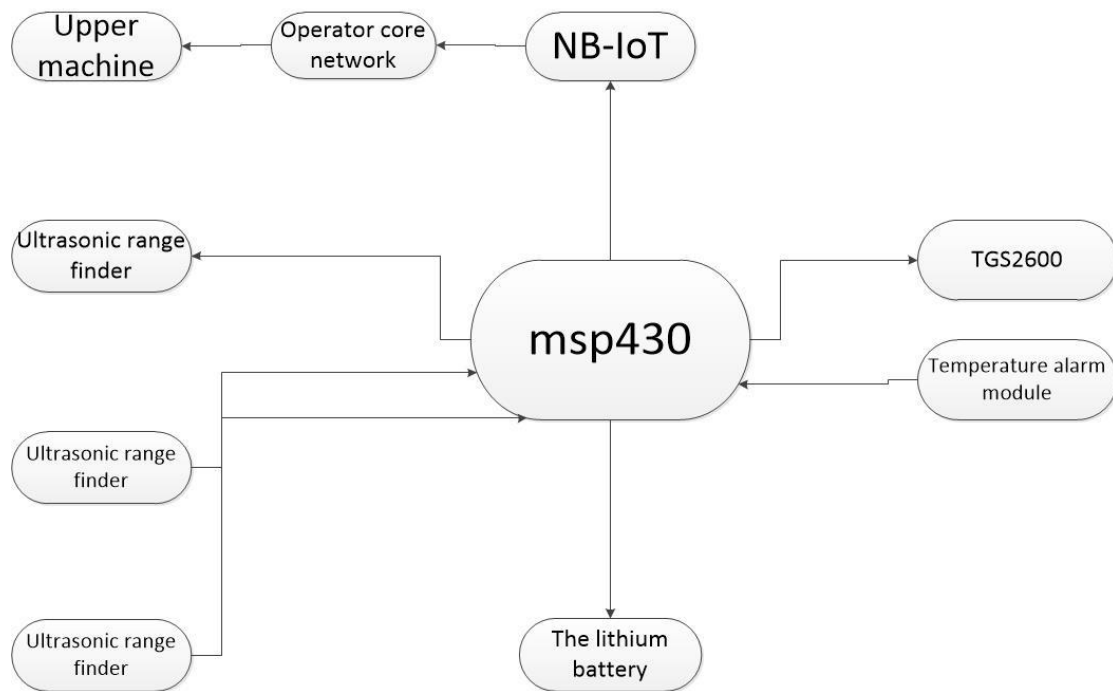 Upper
machine
Operator core
network
NB-IoT
Ultrasonic range
finder
TGS2600
msp430
Temperature alarm
module
Ultrasonic range
finder
Ultrasonic range
finder
The lithium
battery